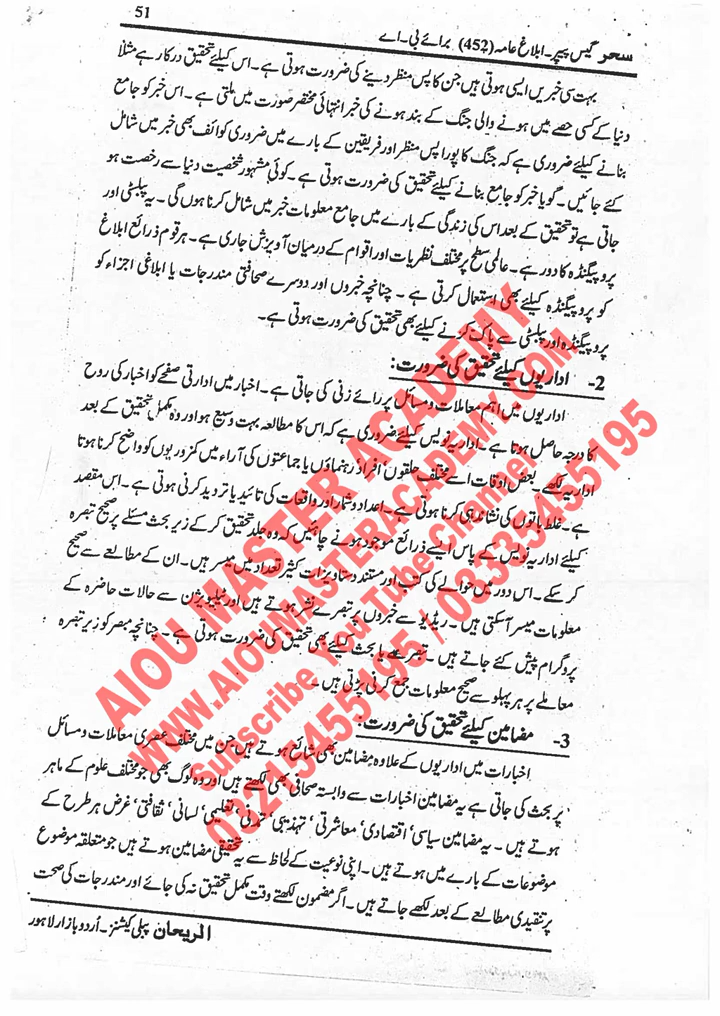 سحر گیس پیپر۔ ابلاغ عامہ (452) برائے بی۔اے
51
بہت سی خبریں ایسی ہوتی ہیں جن کا پس منظر دینے کی ضرورت ہوتی ہے۔ اس کیلئے تحقیق درکار ہے مثلاً
دنیا کے کسی حصے میں ہونے والی جنگ کے بند ہونے کی خبر انتہائی مختصر صورت میں ملتی ہے۔ اس خبر کو جامع
بنانے کیلئے ضروری ہے کہ جنگ کا پورا پس منظر اور فریقین کے بارے میں ضروری کوائف بھی خبر میں شامل
کئے جائیں۔ گویا خبر کو جامع بنانے کیلئے تحقیق کی ضرورت ہوتی ہے۔ کوئی مشہور شخصیت دنیا سے رخصت ہو
جاتی ہے تو تحقیق کے بعد اس کی زندگی کے بارے میں جامع معلومات خبر میں شامل کرنا ہوں گی۔ یہ پبلسٹی اور
پروپیگنڈہ کا دور ہے۔ عالمی سطح پر مختلف نظریات اور اقوام کے درمیان آویزش جاری ہے۔ ہر قوم ذرائع ابلاغ
کو پروپیگنڈہ کیلئے بھی استعمال کرتی ہے۔ چنانچہ خبروں اور دوسرے صحافتی مندرجات یا ابلاغی اجزاء کو
پروپیگنڈہ اور پبلسٹی سے پاک کرنے کیلئے بھی تحقیق کی ضرورت ہوتی ہے۔
2- اداریوں کیلئے تحقیق کی ضرورت:
اداریوں میں اہم معاملات و مسائل پر رائے زنی کی جاتی ہے۔ اخبار میں ادارتی صفحے کو اخبار کی روح
کا درجہ حاصل ہوتا ہے۔ اداریہ نویس کیلئے ضروری ہے کہ اس کا مطالعہ بہت وسیع ہو اور وہ مکمل تحقیق کے بعد
اداریہ لکھے۔ بعض اوقات اسے مختلف حلقوں افراد رہنماؤں یا جماعتوں کی آراء میں کمزوریوں کو واضح کرنا ہوتا
ہے۔ غلط باتوں کی نشاندہی کرنا ہوتی ہے۔ اعداد و شمار اور واقعات کی تائید یا تردید کرنی ہوتی ہے۔ اس مقصد
کیلئے اداریہ نویس کے پاس ایسے ذرائع موجود ہونے چاہئیں کہ وہ جلد تحقیق کر کے زیر بحث مسئلے پر صحیح تبصرہ
کر سکے۔ اس دور میں حوالے کی کتب اور مستند دستاویزات کثیر تعداد میں میسر ہیں۔ ان کے مطالعے سے صحیح
معلومات میسر آ سکتی ہیں۔ ریڈیو سے خبروں پر تبصرے نشر ہوتے ہیں اور ٹیلیویژن سے حالات حاضرہ کے
پروگرام پیش کئے جاتے ہیں۔ تبصرے یا بحث کیلئے بھی تحقیق کی ضرورت ہوتی ہے۔ چنانچہ مبصر کو زیر تبصرہ
معاملے پر ہر پہلو سے صحیح معلومات جمع کرنی پڑتی ہیں۔
3- مضامین کیلئے تحقیق کی ضرورت:
اخبارات میں اداریوں کے علاوہ مضامین بھی شائع ہوتے ہیں جن میں مختلف عصری معاملات و مسائل
پر بحث کی جاتی ہے یہ مضامین اخبارات سے وابستہ صحافی بھی لکھتے ہیں اور وہ لوگ بھی جو مختلف علوم کے ماہر
ہوتے ہیں۔ یہ مضامین سیاسی' اقتصادی' معاشرتی' تہذیبی' تمدنی' تعلیمی' لسانی' ثقافتی' غرض ہر طرح کے
موضوعات کے بارے میں ہوتے ہیں۔ اپنی نوعیت کے لحاظ سے یہ تحقیقی مضامین ہوتے ہیں جو متعلقہ موضوع
پر تنقیدی مطالعے کے بعد لکھے جاتے ہیں۔ اگر مضمون لکھتے وقت مکمل تحقیق نہ کی جائے اور مندرجات کی صحت
الریحان پبلی کیشنز۔ اُردو بازار لاہور
AIOU MASTER ACADEMY
WWW.AIOUMASTERACADEMY.COM
Subscribe You Tube Channel
03215455195 / 03335455195